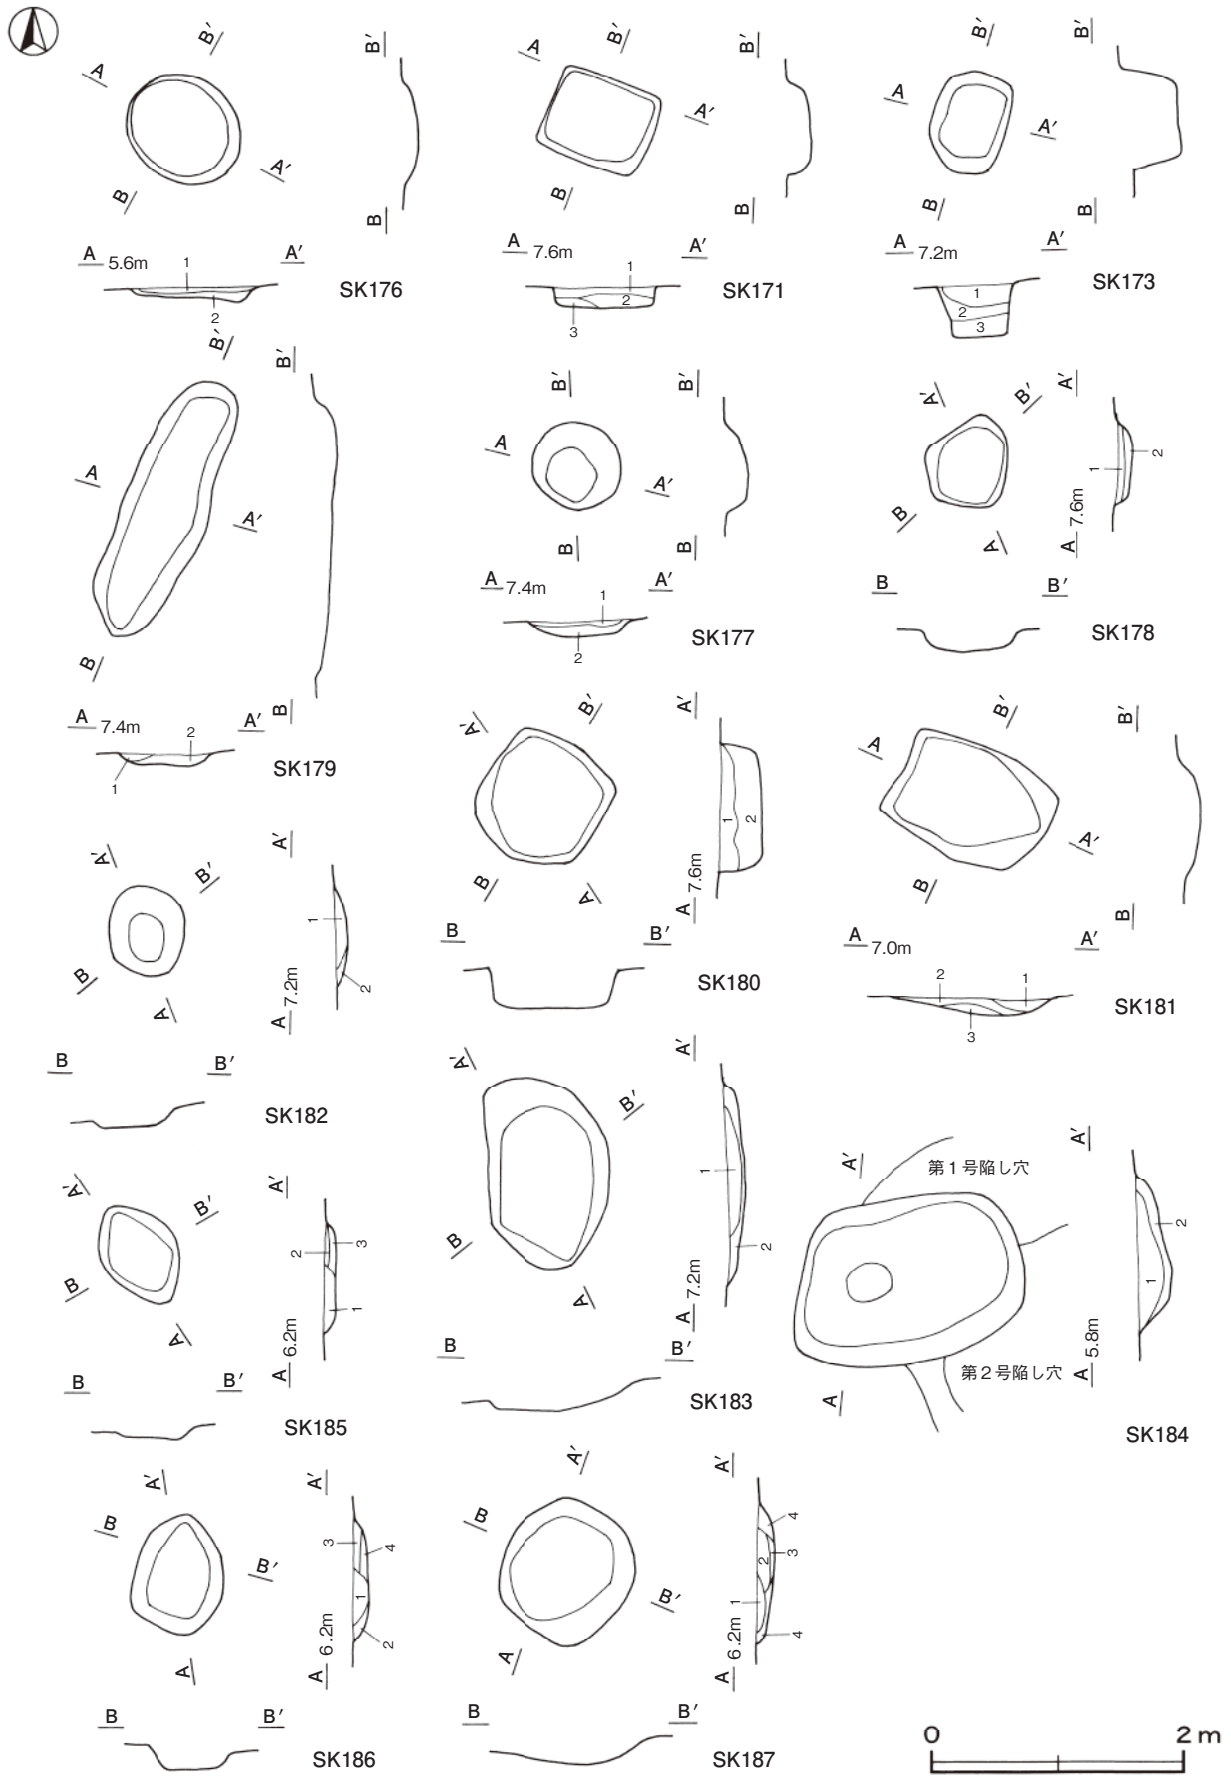 B′
A
A′
B
B′
B
A 5.6m
A′
1
2
SK176
B′
A
A′
B
B′
B
A 7.6m
A′
1
2
3
SK171
B′
A
A′
B
B′
B
A 7.2m
A′
1
2
3
SK173
B′
A
A′
B
B′
B
A 7.4m
A′
2
1
SK179
B′
A
A′
B
B′
B
A 7.4m
A′
1
2
SK177
A′
B′
B
A
A′
1
2
A 7.6m
B
B′
SK178
A′
B′
B
A
A′
1
2
A 7.6m
B
B′
SK180
B′
A
A′
B
B′
B
A 7.0m
A′
2
1
3
SK181
A′
B′
B
A
A′
1
2
A 7.2m
B
B′
SK182
A′
B′
B
A
A′
1
2
A 7.2m
B
B′
SK183
A′
第1号陥し穴
第2号陥し穴
A
A′
2
1
A 5.8m
SK184
A′
B′
B
A
A′
2
3
1
A 6.2m
B
B′
SK185
A′
B
B′
A
A′
3
4
1
2
A 6.2m
B
B′
SK186
A′
B
B′
A
A′
4
2
3
1
4
A 6.2m
B
B′
SK187
0 2 m